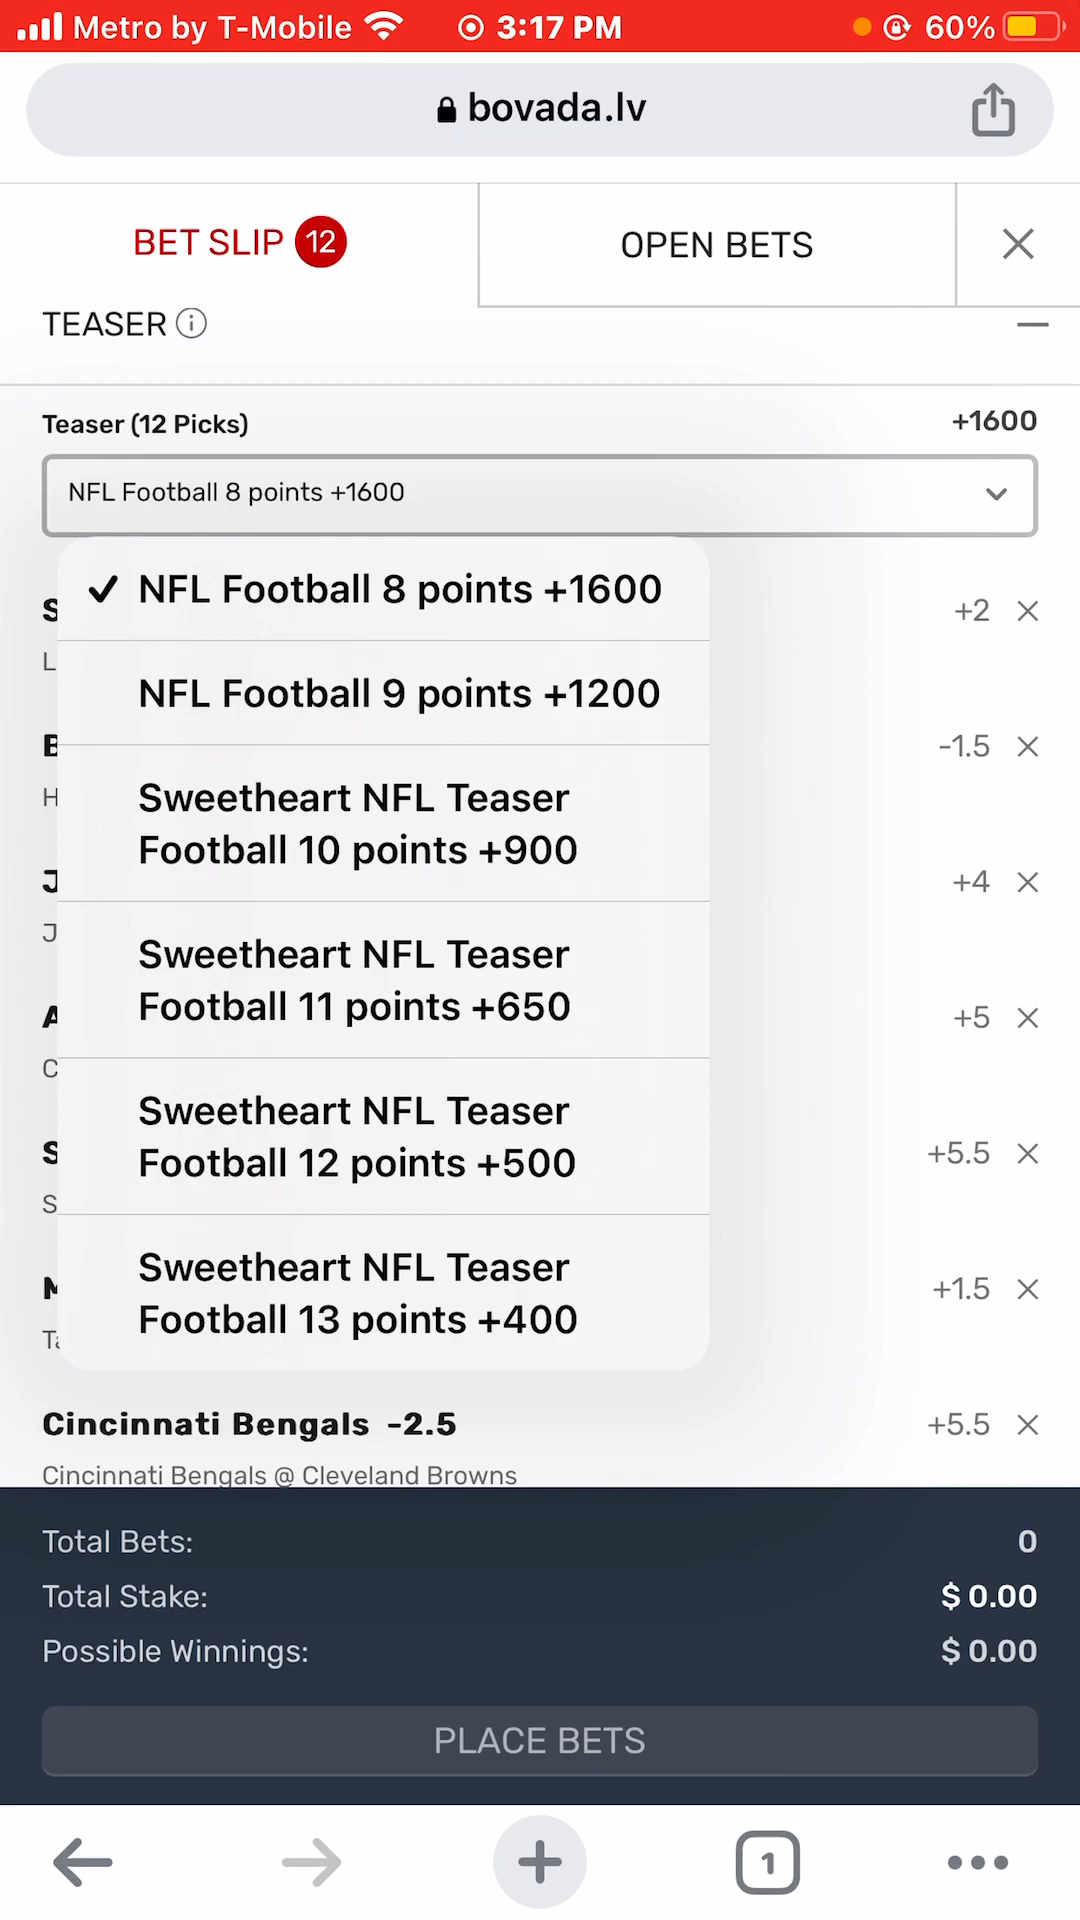 Metro by T-Mobile 3:17 PM 60%
bovada.lv
BET SLIP 12 OPEN BETS
TEASER
Teaser (12 Picks) +1600
NFL Football 8 points +1600
✓ NFL Football 8 points +1600
+2
NFL Football 9 points +1200
-1.5
Sweetheart NFL Teaser
Football 10 points +900
+4
Sweetheart NFL Teaser
Football 11 points +650
+5
Sweetheart NFL Teaser
Football 12 points +500
+5.5
Sweetheart NFL Teaser
+1.5
Football 13 points +400
Cincinnati Bengals -2.5 +5.5
Cincinnati Bengals @ Cleveland Browns
Total Bets: 0
Total Stake: $ 0.00
Possible Winnings: $ 0.00
PLACE BETS
1